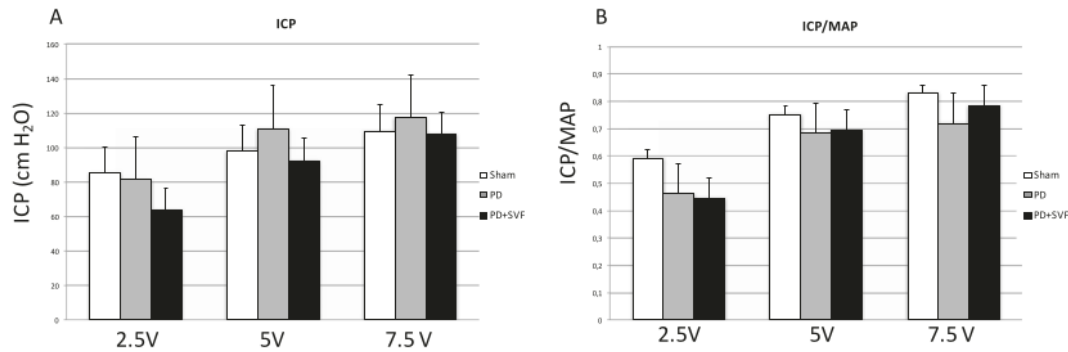 A
ICP
ICP (cm H₂O)
160
140
120
100
80
60
40
20
0
2.5V 5V 7.5 V
Sham
PD
PD+SVF
B
ICP/MAP
ICP/MAP
1
0,9
0,8
0,7
0,6
0,5
0,4
0,3
0,2
0,1
0
2.5V 5V 7.5 V
Sham
PD
PD+SVF